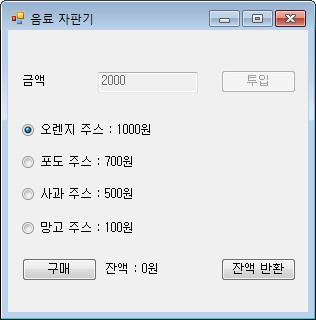 음료 자판기
금액 2000 투입
오렌지 주스 : 1000원
포도 주스 : 700원
사과 주스 : 500원
망고 주스 : 100원
구매 잔액 : 0원 잔액 반환